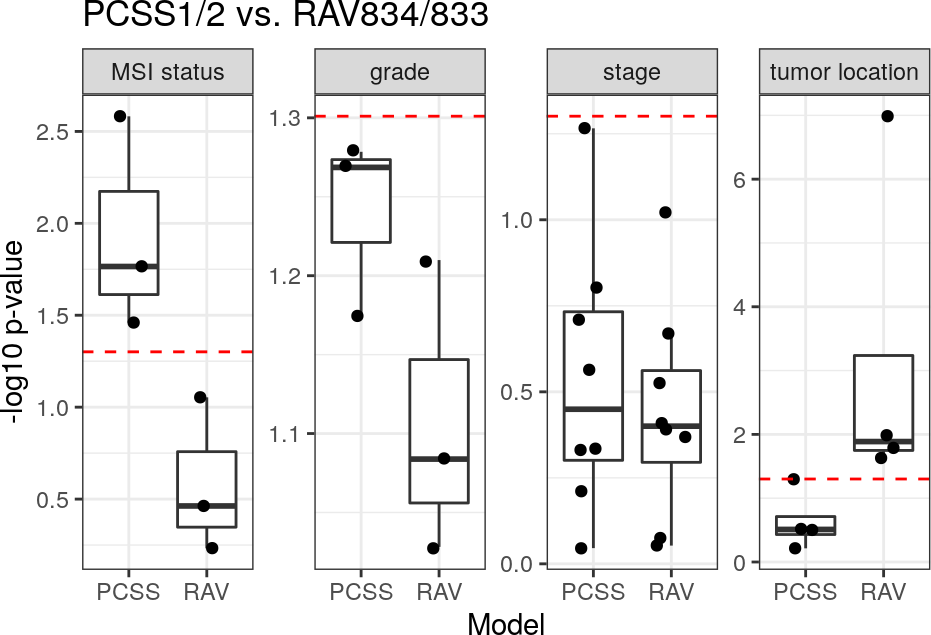 PCSS1/2 vs. RAV834/833
MSI status
grade
stage
tumor location
-log10 p-value
2.5
2.0
1.5
1.0
0.5
1.3
1.2
1.1
1.0
0.5
0.0
6
4
2
0
PCSS RAV
PCSS RAV
PCSS RAV
PCSS RAV
Model